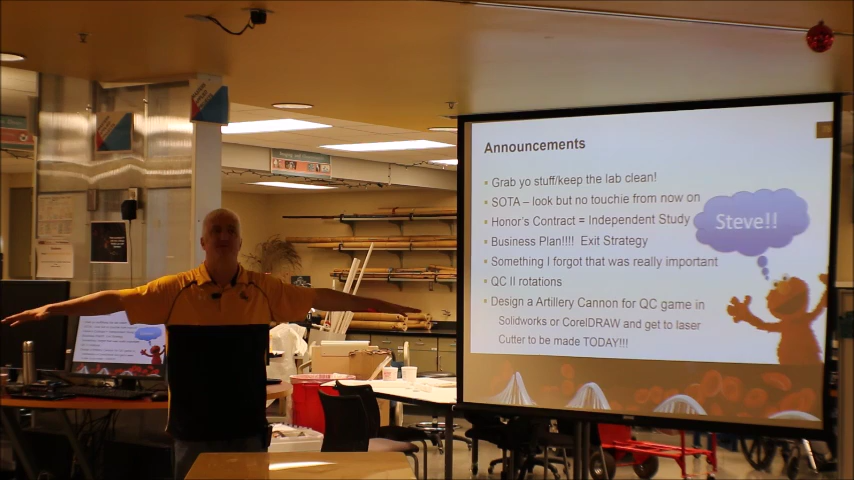 Announcements
Grab yo stuff/keep the lab clean!
SOTA – look but no touchie from now on
Honor's Contract = Independent Study
Business Plan!!!! Exit Strategy
Something I forgot that was really important
QC II rotations
Design a Artillery Cannon for QC game in
Solidworks or CorelDRAW and get to laser
Cutter to be made TODAY!!!
Steve!!